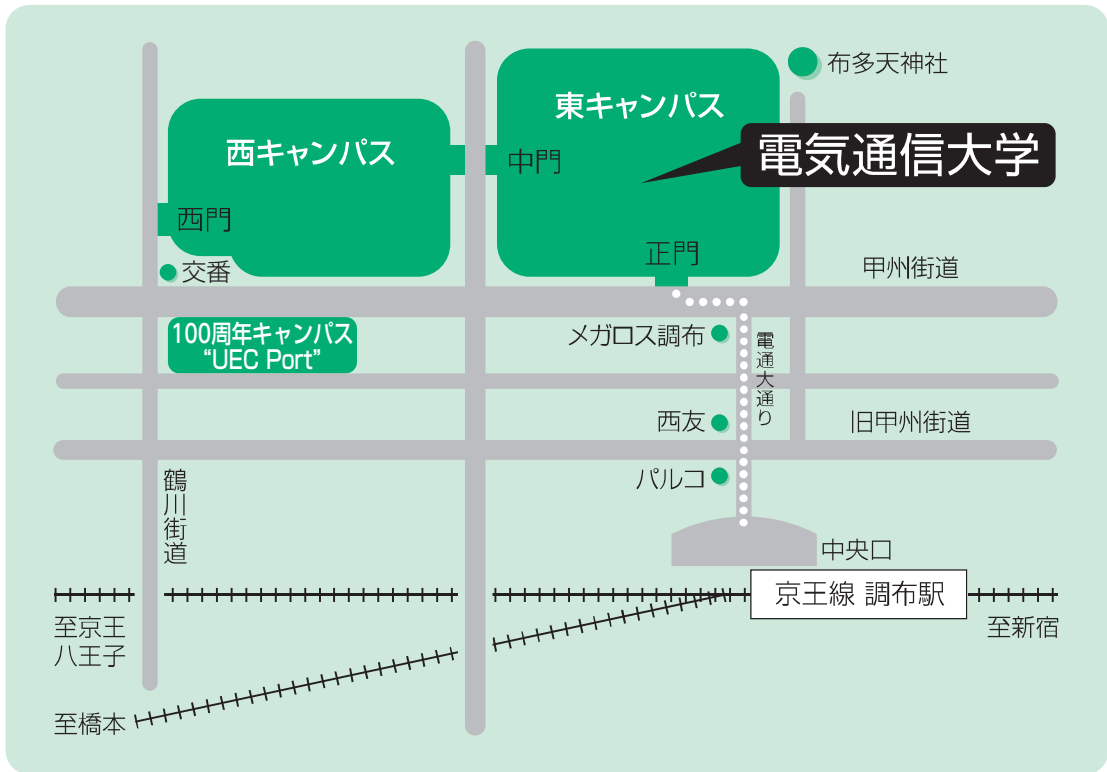 布多天神社
東キャンパス
電気通信大学
西キャンパス
中門
西門
正門
交番
甲州街道
100周年キャンパス
“UEC Port”
メガロス調布
電通大通り
西友
旧甲州街道
パルコ
鶴川街道
中央口
京王線 調布駅
至京王
八王子
至新宿
至橋本